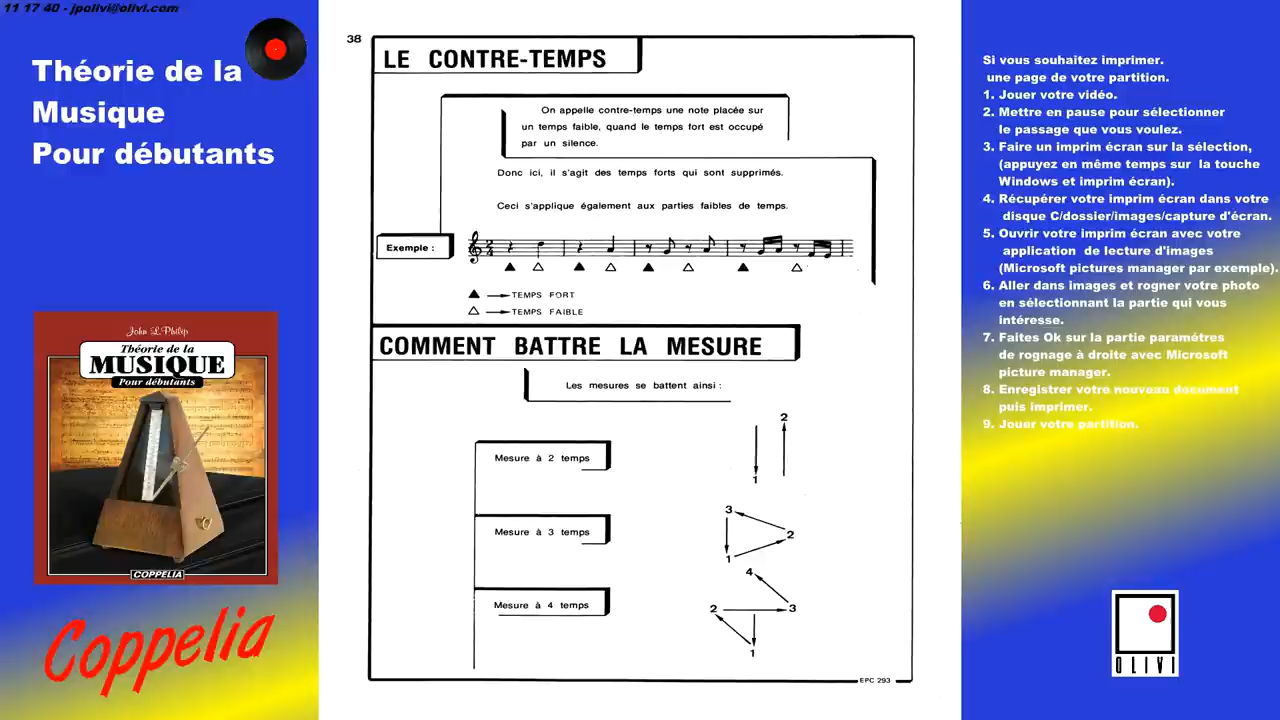 11 17 40 - jpolivi@olivi.com
Théorie de la
Musique
Pour débutants
John L. Philip
Théorie de la
MUSIQUE
Pour débutants
COPPELIA
Coppelia
38
LE CONTRE-TEMPS
On appelle contre-temps une note placée sur
un temps faible, quand le temps fort est occupé
par un silence.
Donc ici, il s'agit des temps forts qui sont supprimés.
Ceci s'applique également aux parties faibles de temps.
Exemple :
2
4
TEMPS FORT
TEMPS FAIBLE
COMMENT BATTRE LA MESURE
Les mesures se battent ainsi :
Mesure à 2 temps
2
1
Mesure à 3 temps
3
2
1
Mesure à 4 temps
4
2
3
1
EPC 293
Si vous souhaitez imprimer.
une page de votre partition.
1. Jouer votre vidéo.
2. Mettre en pause pour sélectionner
le passage que vous voulez.
3. Faire un imprim écran sur la sélection,
(appuyez en même temps sur la touche
Windows et imprim écran).
4. Récupérer votre imprim écran dans votre
disque C/dossier/images/capture d'écran.
5. Ouvrir votre imprim écran avec votre
application de lecture d'images
(Microsoft pictures manager par exemple).
6. Aller dans images et rogner votre photo
en sélectionnant la partie qui vous
intéresse.
7. Faites Ok sur la partie paramétres
de rognage à droite avec Microsoft
picture manager.
8. Enregistrer votre nouveau document
puis imprimer.
9. Jouer votre partition.
OLIVI